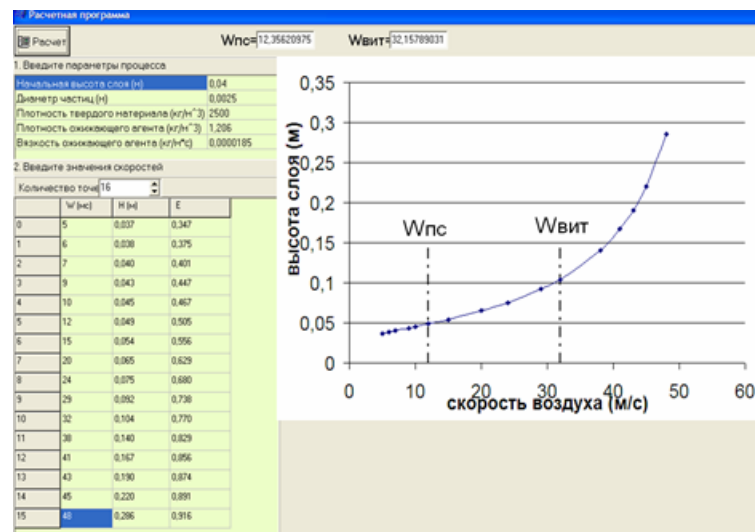 Расчетная программа
Расчет Wпс= 12,35620975 Wвит= 32,15789031
1. Введите параметры процесса
Начальная высота слоя (м) 0,04
Диаметр частиц (м) 0,0025
Плотность твердого материала (кг/м^3) 2500
Плотность ожижающего агента (кг/м^3) 1,206
Вязкость ожижающего агента (кг/м*с) 0,0000185
2. Введите значения скоростей
Количество точе 16
W (мс) H (м) E
0 5 0,037 0,347
1 6 0,038 0,375
2 7 0,040 0,401
3 9 0,043 0,447
4 10 0,045 0,467
5 12 0,049 0,505
6 15 0,054 0,556
7 20 0,065 0,629
8 24 0,075 0,680
9 29 0,092 0,738
10 32 0,104 0,770
11 38 0,140 0,829
12 41 0,167 0,856
13 43 0,190 0,874
14 45 0,220 0,891
15 48 0,286 0,916
высота слоя (м)
0,35
0,3
0,25
0,2
0,15
0,1
0,05
0
Wпс Wвит
0 10 20 30 40 50 60
скорость воздуха (м/с)